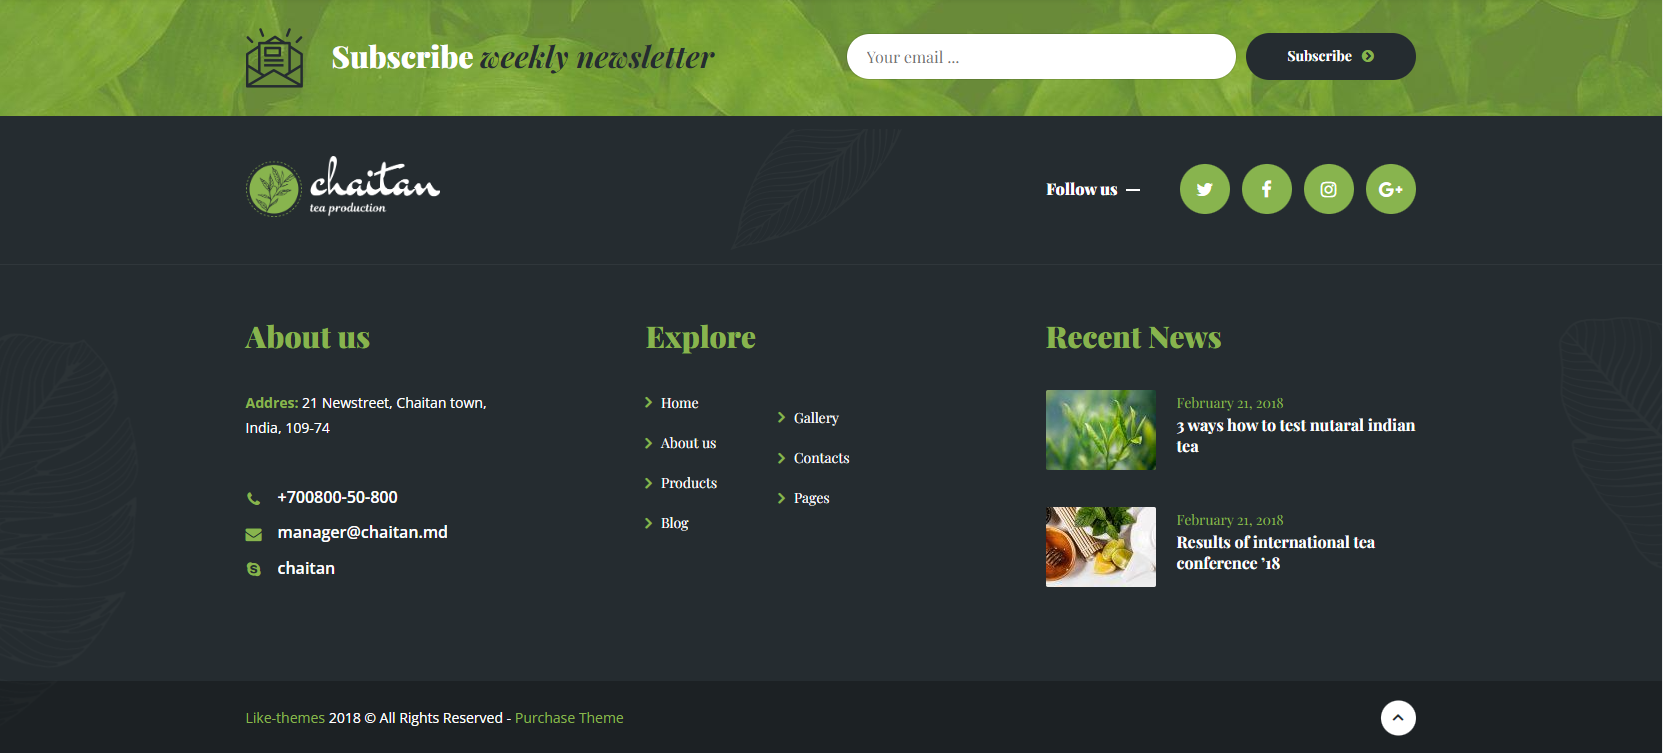 Subscribe weekly newsletter
Your email ...
Subscribe
chaitan
tea production
Follow us
About us
Addres: 21 Newstreet, Chaitan town,
India, 109-74
+700800-50-800
manager@chaitan.md
chaitan
Explore
Home
About us
Products
Blog
Gallery
Contacts
Pages
Recent News
February 21, 2018
3 ways how to test nutaral indian
tea
February 21, 2018
Results of international tea
conference ’18
Like-themes 2018 © All Rights Reserved - Purchase Theme